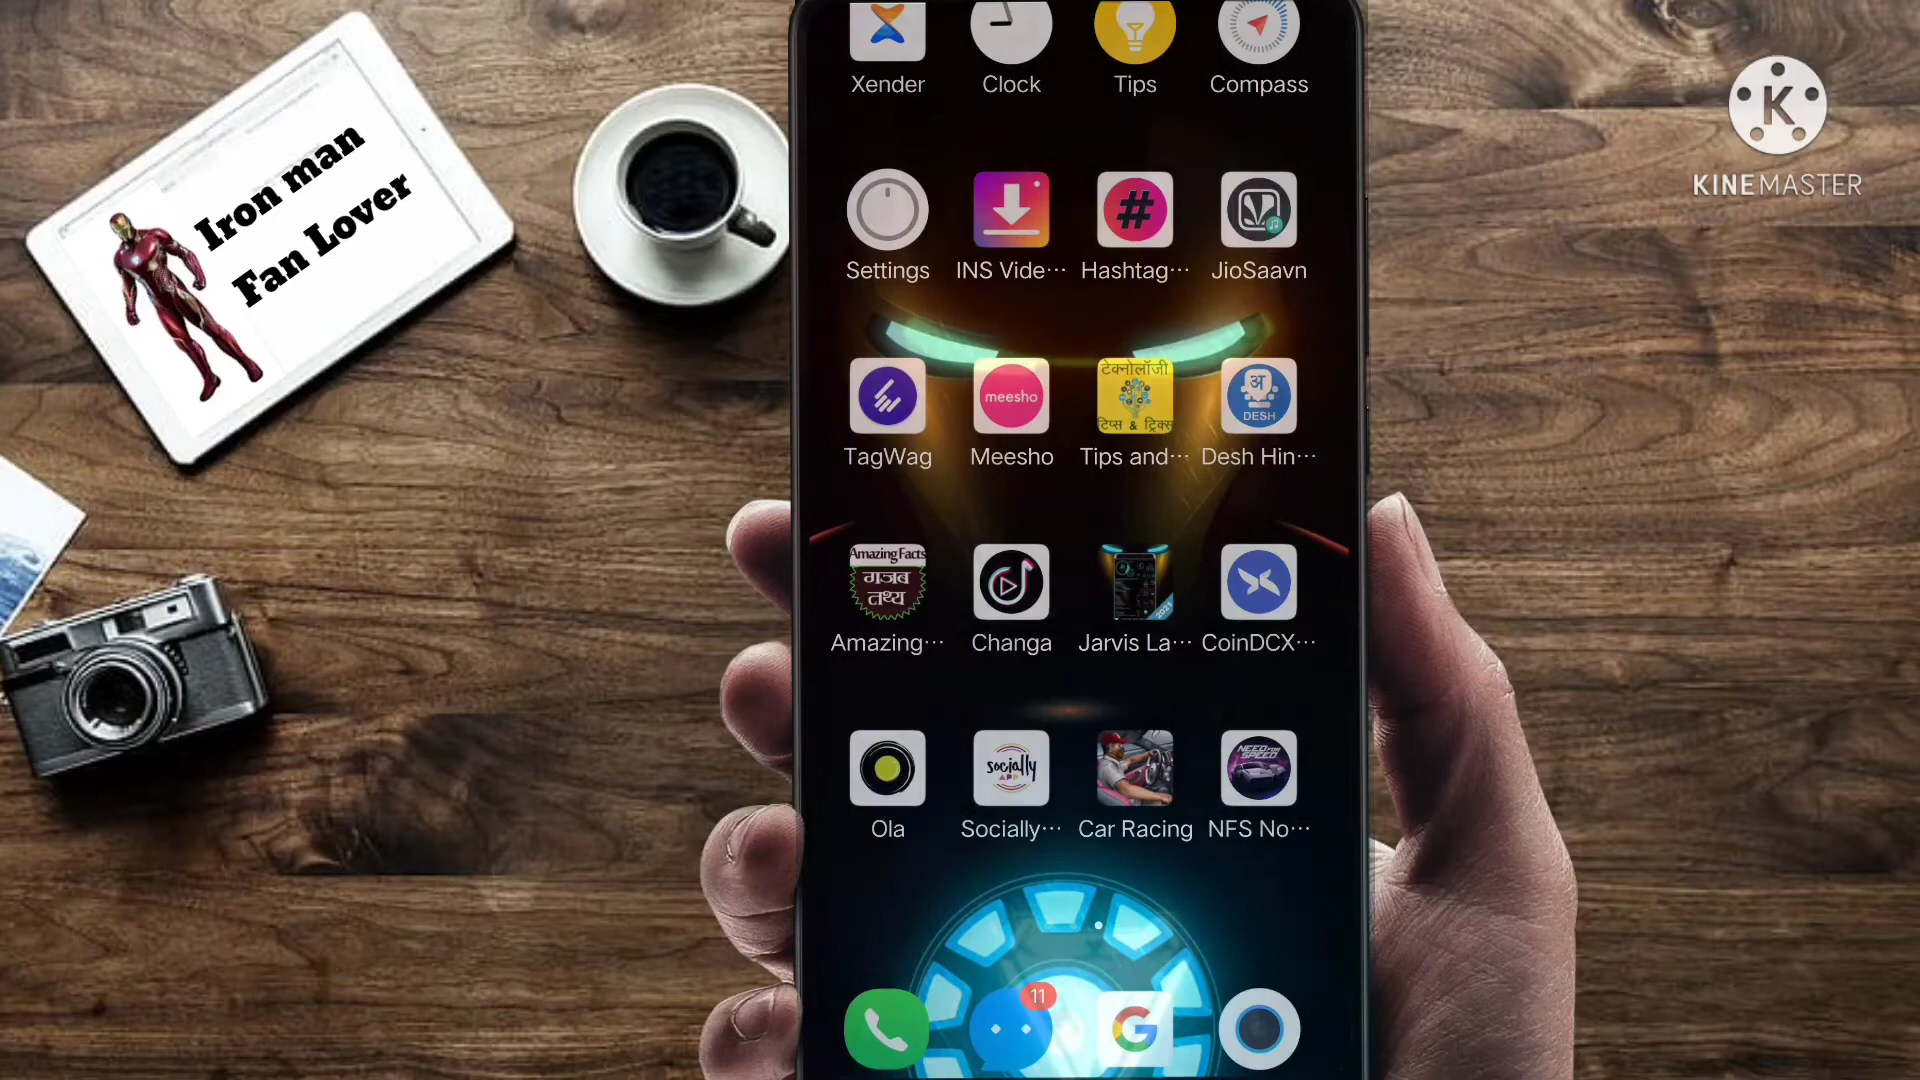 Iron man
Fan Lover
K
KINEMASTER
Xender
Clock
Tips
Compass
#
Settings
INS Vide···
Hashtag···
JioSaavn
meesho
टेक्नोलॉजी
टिप्स & ट्रिक्स
अ
DESH
TagWag
Meesho
Tips and···
Desh Hin···
Amazing Facts
गजब
तथ्य
2021
Amazing···
Changa
Jarvis La···
CoinDCX···
socially
APP
NEED FOR
SPEED
Ola
Socially···
Car Racing
NFS No···
11
G